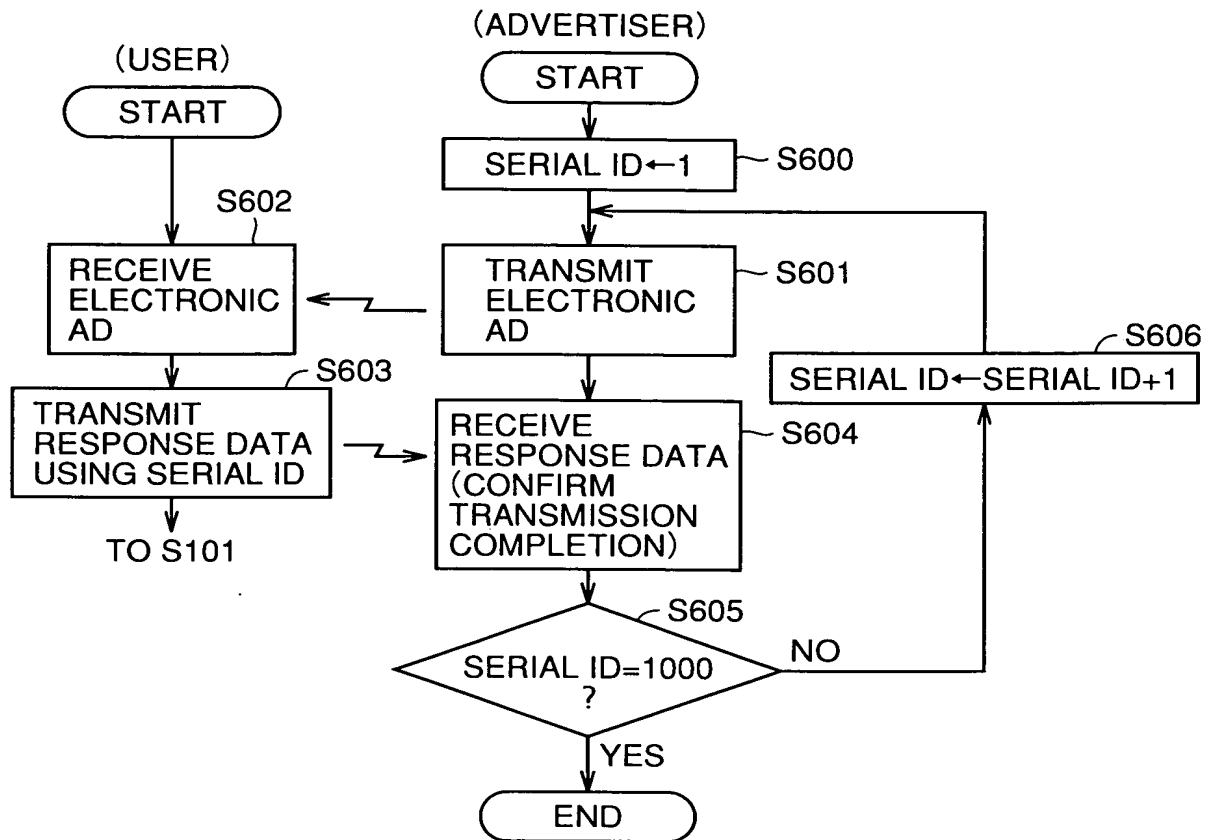 (USER)
START
S602
RECEIVE
ELECTRONIC
AD
S603
TRANSMIT
RESPONSE DATA
USING SERIAL ID
TO S101
(ADVERTISER)
START
SERIAL ID←1
S600
TRANSMIT
ELECTRONIC
AD
S601
RECEIVE
RESPONSE DATA
(CONFIRM
TRANSMISSION
COMPLETION)
S604
S605
SERIAL ID=1000
?
NO
YES
END
S606
SERIAL ID←SERIAL ID+1